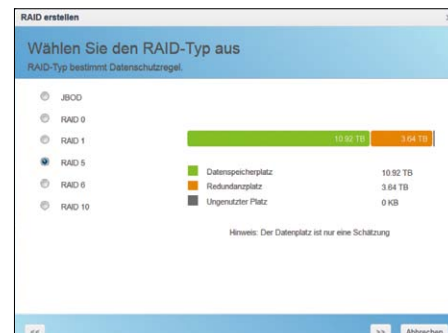 RAID erstellen
Wählen Sie den RAID-Typ aus
RAID-Typ bestimmt Datenschutzregel.
JBOD
RAID 0
RAID 1
RAID 5
RAID 6
RAID 10
10.92 TB 3.64 TB
Datenspeicherplatz 10.92 TB
Redundanzplatz 3.64 TB
Ungenutzter Platz 0 KB
Hinweis: Der Datenplatz ist nur eine Schätzung
<< >> Abbrechen